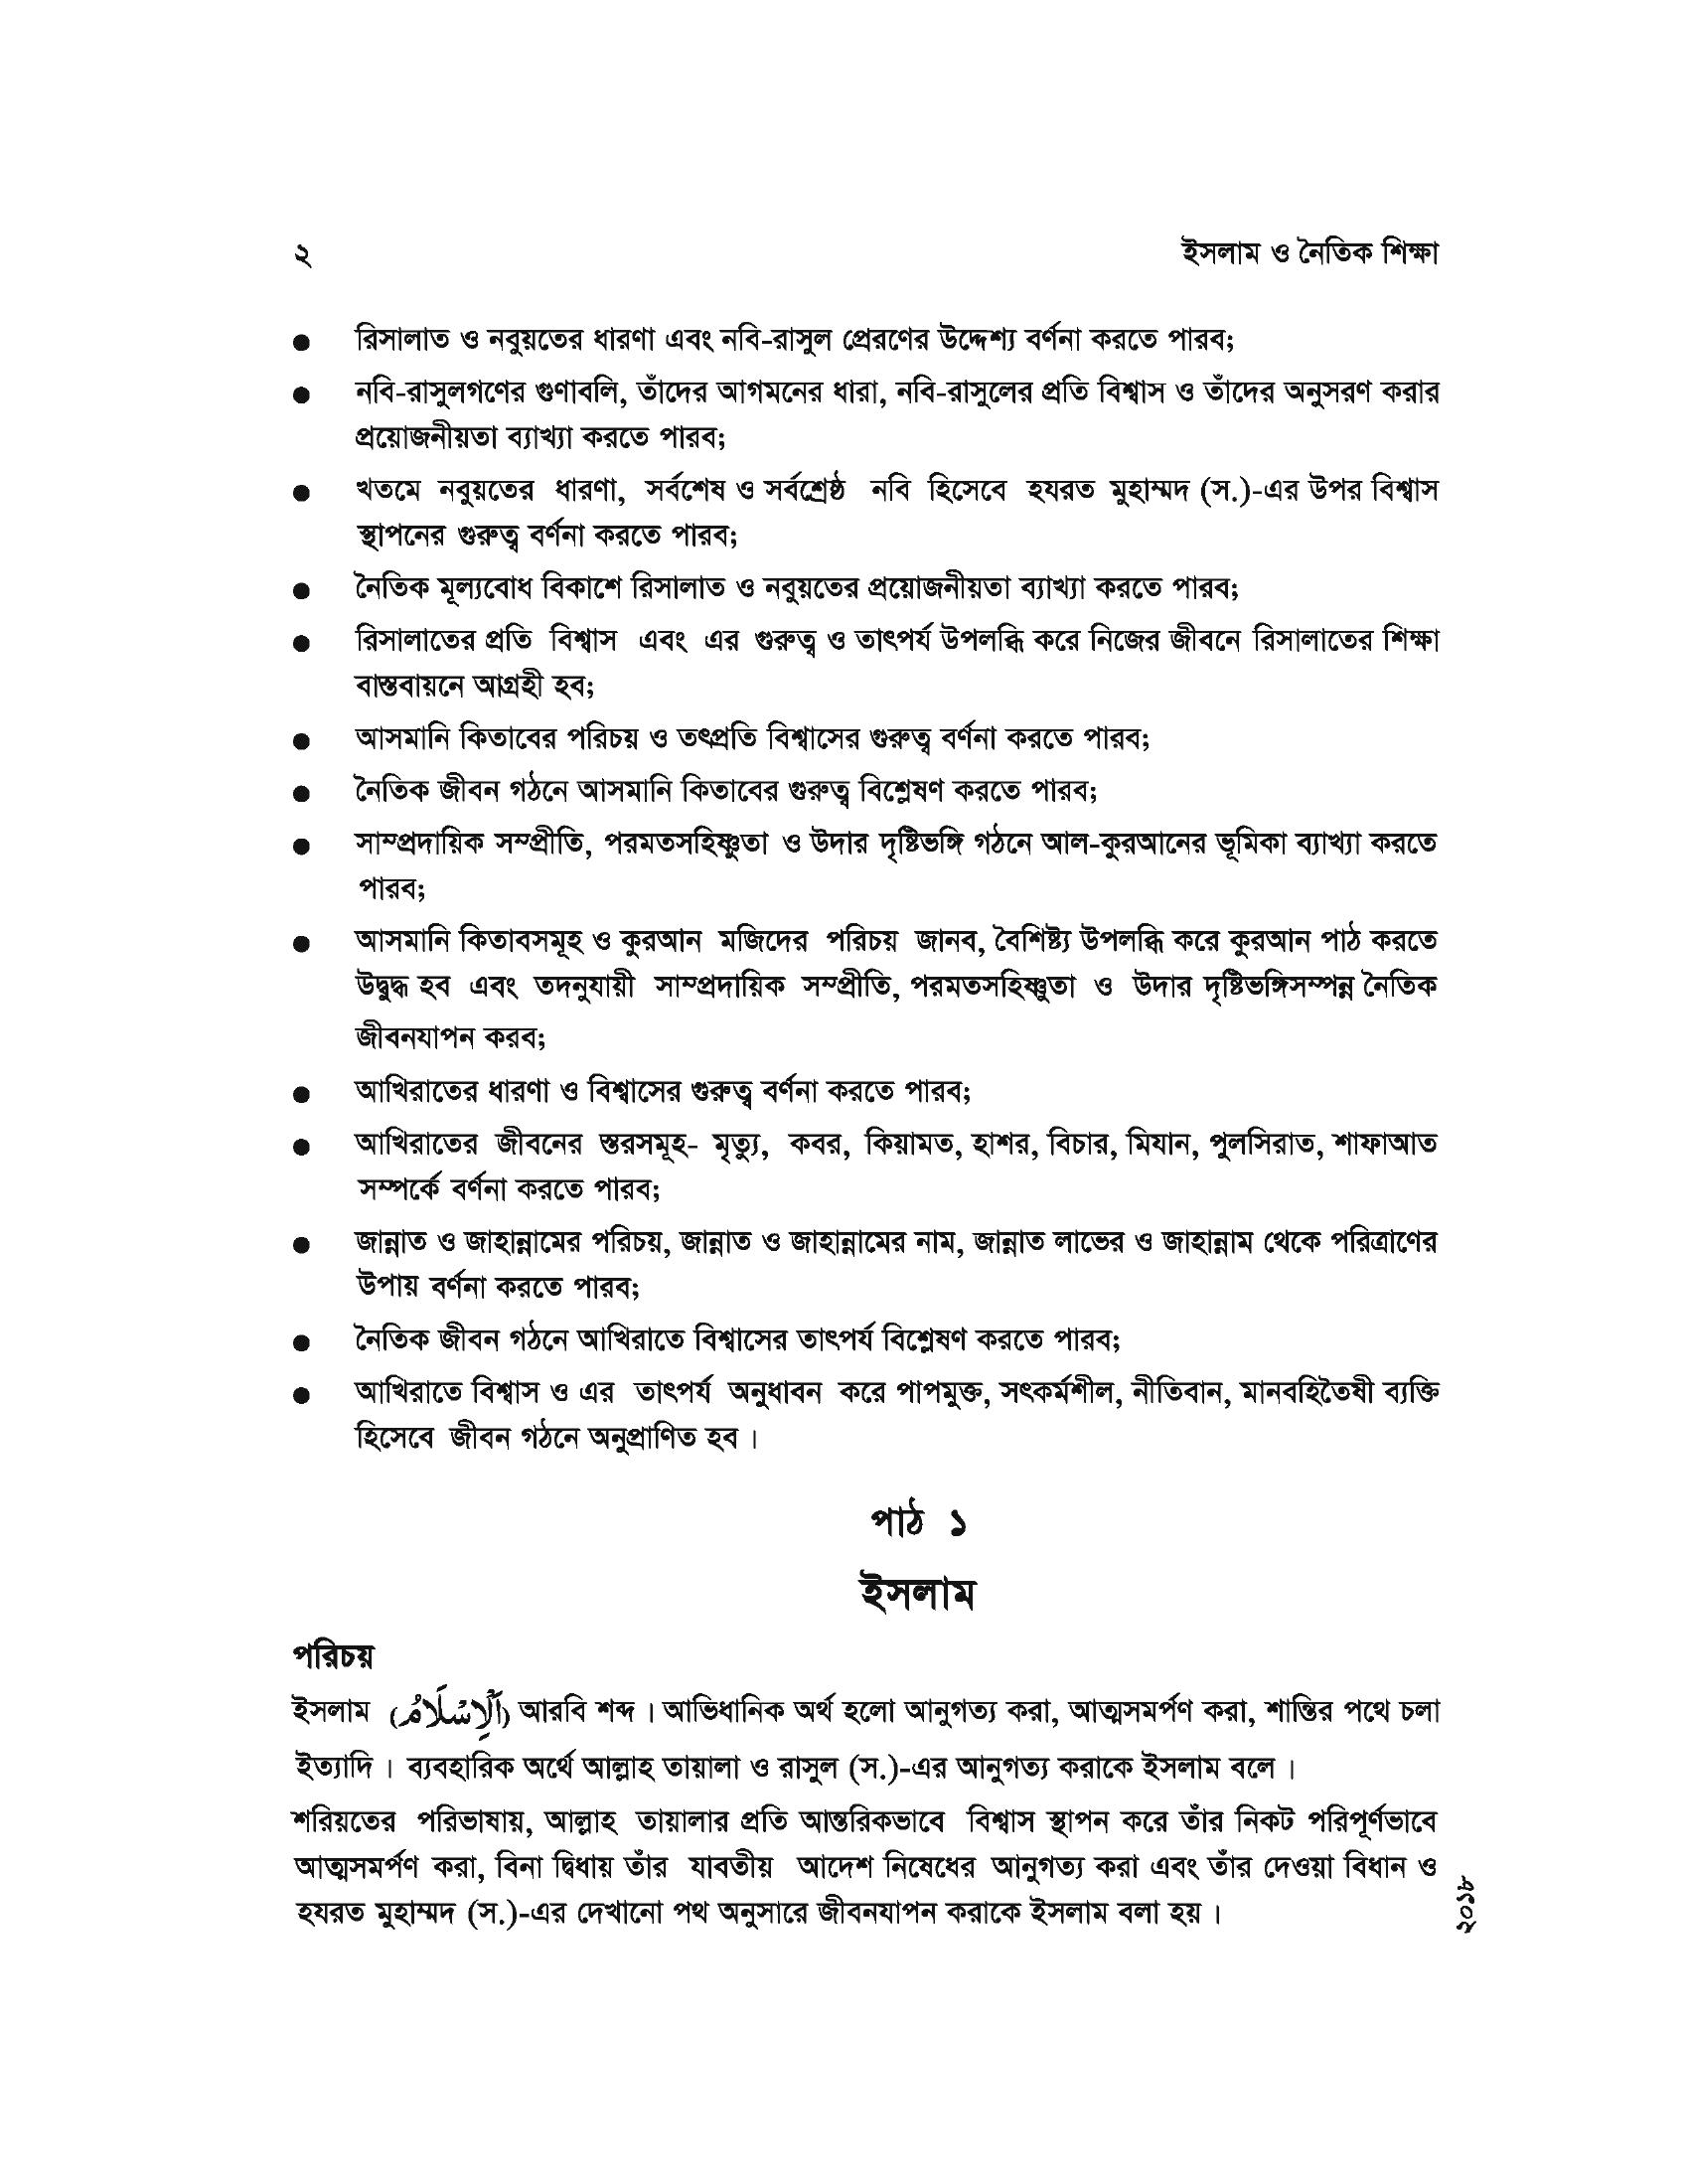 ২ ইসলাম ও নৈতিক শিক্ষা
● রিসালাত ও নবুয়তের ধারণা এবং নবি-রাসুল প্রেরণের উদ্দেশ্য বর্ণনা করতে পারব;
● নবি-রাসুলগণের গুণাবলি, তাঁদের আগমনের ধারা, নবি-রাসুলের প্রতি বিশ্বাস ও তাঁদের অনুসরণ করার
প্রয়োজনীয়তা ব্যাখ্যা করতে পারব;
● খতমে নবুয়তের ধারণা, সর্বশেষ ও সর্বশ্রেষ্ঠ নবি হিসেবে হযরত মুহাম্মদ (স.)-এর উপর বিশ্বাস
স্থাপনের গুরুত্ব বর্ণনা করতে পারব;
● নৈতিক মূল্যবোধ বিকাশে রিসালাত ও নবুয়তের প্রয়োজনীয়তা ব্যাখ্যা করতে পারব;
● রিসালাতের প্রতি বিশ্বাস এবং এর গুরুত্ব ও তাৎপর্য উপলব্ধি করে নিজের জীবনে রিসালাতের শিক্ষা
বাস্তবায়নে আগ্রহী হব;
● আসমানি কিতাবের পরিচয় ও তৎপ্রতি বিশ্বাসের গুরুত্ব বর্ণনা করতে পারব;
● নৈতিক জীবন গঠনে আসমানি কিতাবের গুরুত্ব বিশ্লেষণ করতে পারব;
● সাম্প্রদায়িক সম্প্রীতি, পরমতসহিষ্ণুতা ও উদার দৃষ্টিভঙ্গি গঠনে আল-কুরআনের ভূমিকা ব্যাখ্যা করতে
পারব;
● আসমানি কিতাবসমূহ ও কুরআন মজিদের পরিচয় জানব, বৈশিষ্ট্য উপলব্ধি করে কুরআন পাঠ করতে
উদ্বুদ্ধ হব এবং তদনুযায়ী সাম্প্রদায়িক সম্প্রীতি, পরমতসহিষ্ণুতা ও উদার দৃষ্টিভঙ্গিসম্পন্ন নৈতিক
জীবনযাপন করব;
● আখিরাতের ধারণা ও বিশ্বাসের গুরুত্ব বর্ণনা করতে পারব;
● আখিরাতের জীবনের স্তরসমূহ- মৃত্যু, কবর, কিয়ামত, হাশর, বিচার, মিযান, পুলসিরাত, শাফাআত
সম্পর্কে বর্ণনা করতে পারব;
● জান্নাত ও জাহান্নামের পরিচয়, জান্নাত ও জাহান্নামের নাম, জান্নাত লাভের ও জাহান্নাম থেকে পরিত্রাণের
উপায় বর্ণনা করতে পারব;
● নৈতিক জীবন গঠনে আখিরাতে বিশ্বাসের তাৎপর্য বিশ্লেষণ করতে পারব;
● আখিরাতে বিশ্বাস ও এর তাৎপর্য অনুধাবন করে পাপমুক্ত, সৎকর্মশীল, নীতিবান, মানবহিতৈষী ব্যক্তি
হিসেবে জীবন গঠনে অনুপ্রাণিত হব ।
পাঠ ১
ইসলাম
পরিচয়
ইসলাম (اَلْاِسْلَامُ) আরবি শব্দ । আভিধানিক অর্থ হলো আনুগত্য করা, আত্মসমর্পণ করা, শান্তির পথে চলা
ইত্যাদি । ব্যবহারিক অর্থে আল্লাহ তায়ালা ও রাসুল (স.)-এর আনুগত্য করাকে ইসলাম বলে ।
শরিয়তের পরিভাষায়, আল্লাহ তায়ালার প্রতি আন্তরিকভাবে বিশ্বাস স্থাপন করে তাঁর নিকট পরিপূর্ণভাবে
আত্মসমর্পণ করা, বিনা দ্বিধায় তাঁর যাবতীয় আদেশ নিষেধের আনুগত্য করা এবং তাঁর দেওয়া বিধান ও
হযরত মুহাম্মদ (স.)-এর দেখানো পথ অনুসারে জীবনযাপন করাকে ইসলাম বলা হয় ।
২০১৮